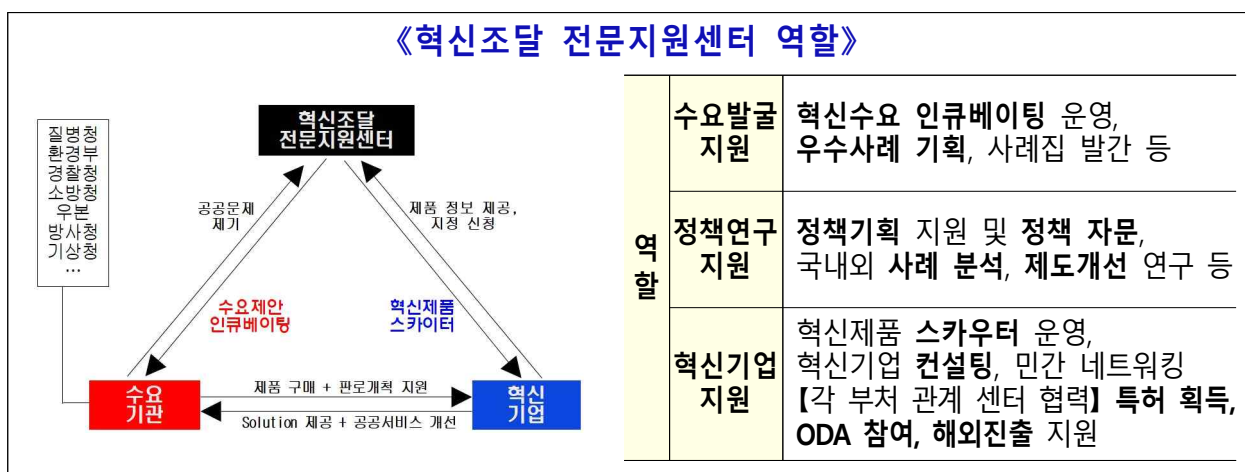 《혁신조달 전문지원센터 역할》
혁신조달
전문지원센터
질병청
환경부
경찰청
소방청
우본
방사청
기상청
...
공공문제
제기
제품 정보 제공,
지정 신청
수요제안
인큐베이팅
혁신제품
스카이터
수요
기관
제품 구매 + 판로개척 지원
Solution 제공 + 공공서비스 개선
혁신
기업
역
할
수요발굴
지원
혁신수요 인큐베이팅 운영,
우수사례 기획, 사례집 발간 등
정책연구
지원
정책기획 지원 및 정책 자문,
국내외 사례 분석, 제도개선 연구 등
혁신기업
지원
혁신제품 스카우터 운영,
혁신기업 컨설팅, 민간 네트워킹
【각 부처 관계 센터 협력】 특허 획득,
ODA 참여, 해외진출 지원